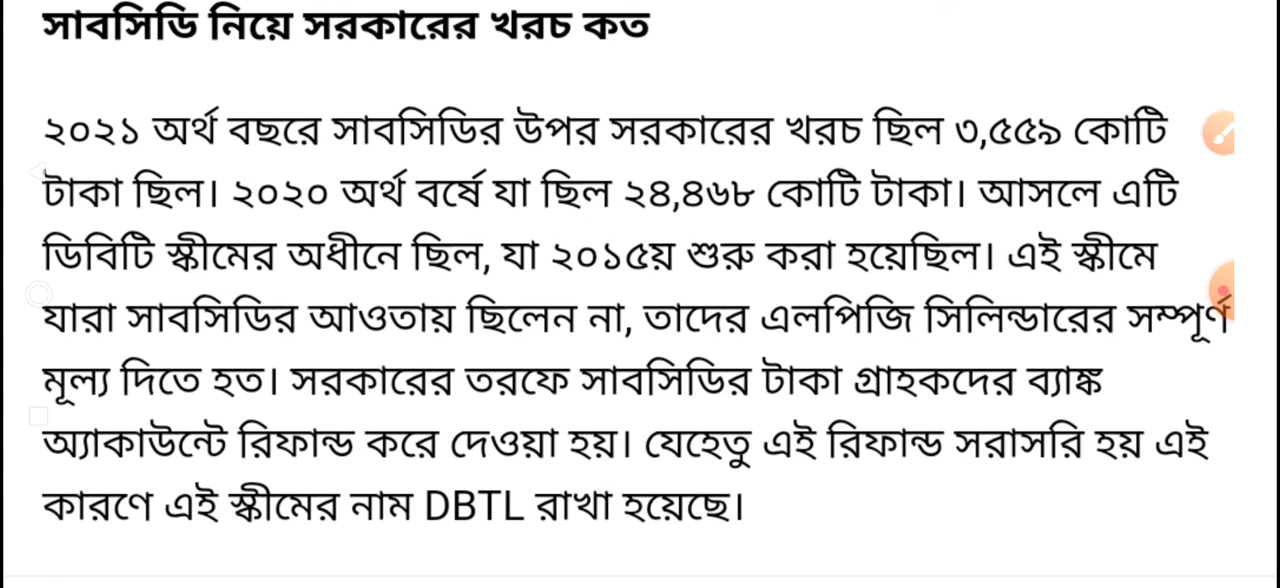 সাবসিডি নিয়ে সরকারের খরচ কত
২০২১ অর্থ বছরে সাবসিডির উপর সরকারের খরচ ছিল ৩,৫৫৯ কোটি
টাকা ছিল। ২০২০ অর্থ বর্ষে যা ছিল ২৪,৪৬৮ কোটি টাকা। আসলে এটি
ডিবিটি স্কীমের অধীনে ছিল, যা ২০১৫য় শুরু করা হয়েছিল। এই স্কীমে
যারা সাবসিডির আওতায় ছিলেন না, তাদের এলপিজি সিলিন্ডারের সম্পূর্ণ
মূল্য দিতে হত। সরকারের তরফে সাবসিডির টাকা গ্রাহকদের ব্যাঙ্ক
অ্যাকাউন্টে রিফান্ড করে দেওয়া হয়। যেহেতু এই রিফান্ড সরাসরি হয় এই
কারণে এই স্কীমের নাম DBTL রাখা হয়েছে।